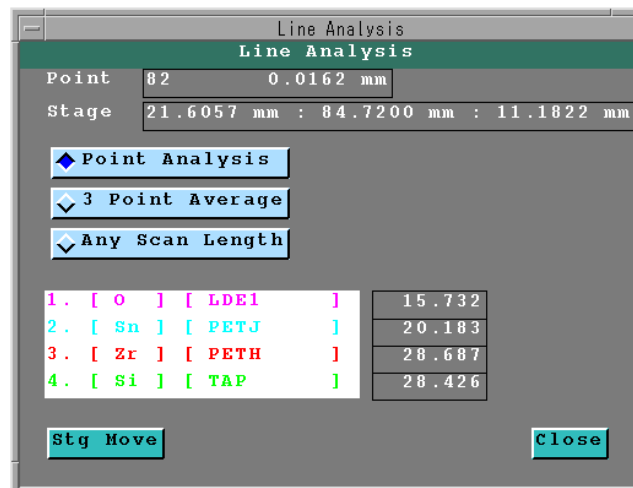 Line Analysis
Line Analysis
Point 82 0.0162 mm
Stage 21.6057 mm : 84.7200 mm : 11.1822 mm
Point Analysis
3 Point Average
Any Scan Length
1. [ O ] [ LDE1 ] 15.732
2. [ Sn ] [ PETJ ] 20.183
3. [ Zr ] [ PETH ] 28.687
4. [ Si ] [ TAP ] 28.426
Stg Move Close